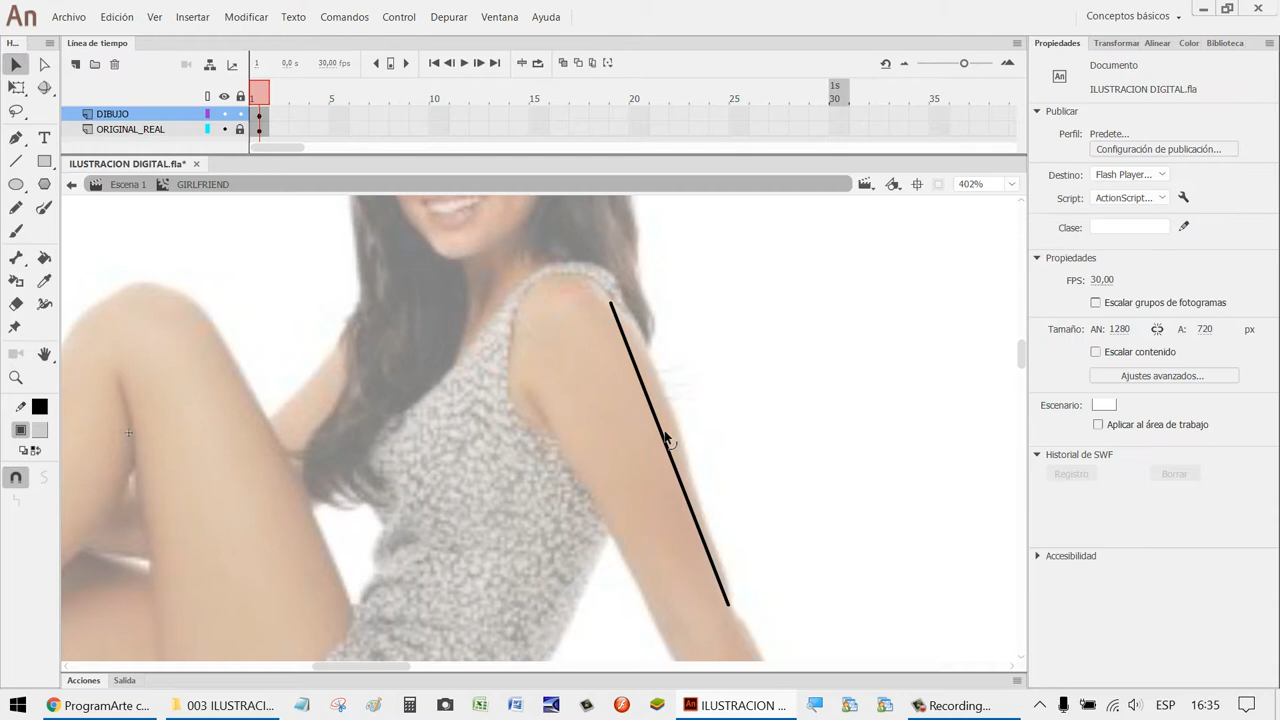 An Archivo Edición Ver Insertar Modificar Texto Comandos Control Depurar Ventana Ayuda Conceptos básicos
H... Línea de tiempo Propiedades Transformar Alinear Color Biblioteca
1 0,0 s 30,00 fps
Documento
An ILUSTRACION DIGITAL.fla
1s
1 5 10 15 20 25 30 35
DIBUJO
ORIGINAL_REAL
Publicar
Perfil: Predete...
Configuración de publicación...
ILUSTRACION DIGITAL.fla* ×
Destino: Flash Player...
Escena 1 GIRLFRIEND 402%
Script: ActionScript...
Clase:
Propiedades
FPS: 30,00
Escalar grupos de fotogramas
Tamaño: AN: 1280 A: 720 px
Escalar contenido
Ajustes avanzados...
Escenario:
Aplicar al área de trabajo
Historial de SWF
Registro Borrar
Accesibilidad
Acciones Salida
ProgramArte c... 003 ILUSTRACI... An ILUSTRACION ... Recording... ESP 16:35